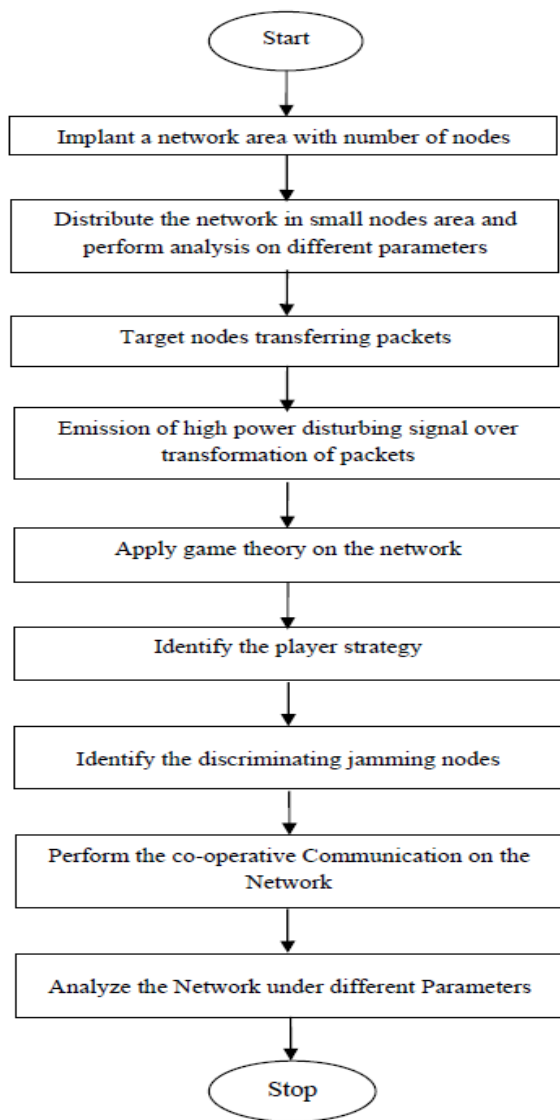 Start
Implant a network area with number of nodes
Distribute the network in small nodes area and
perform analysis on different parameters
Target nodes transferring packets
Emission of high power disturbing signal over
transformation of packets
Apply game theory on the network
Identify the player strategy
Identify the discriminating jamming nodes
Perform the co-operative Communication on the
Network
Analyze the Network under different Parameters
Stop